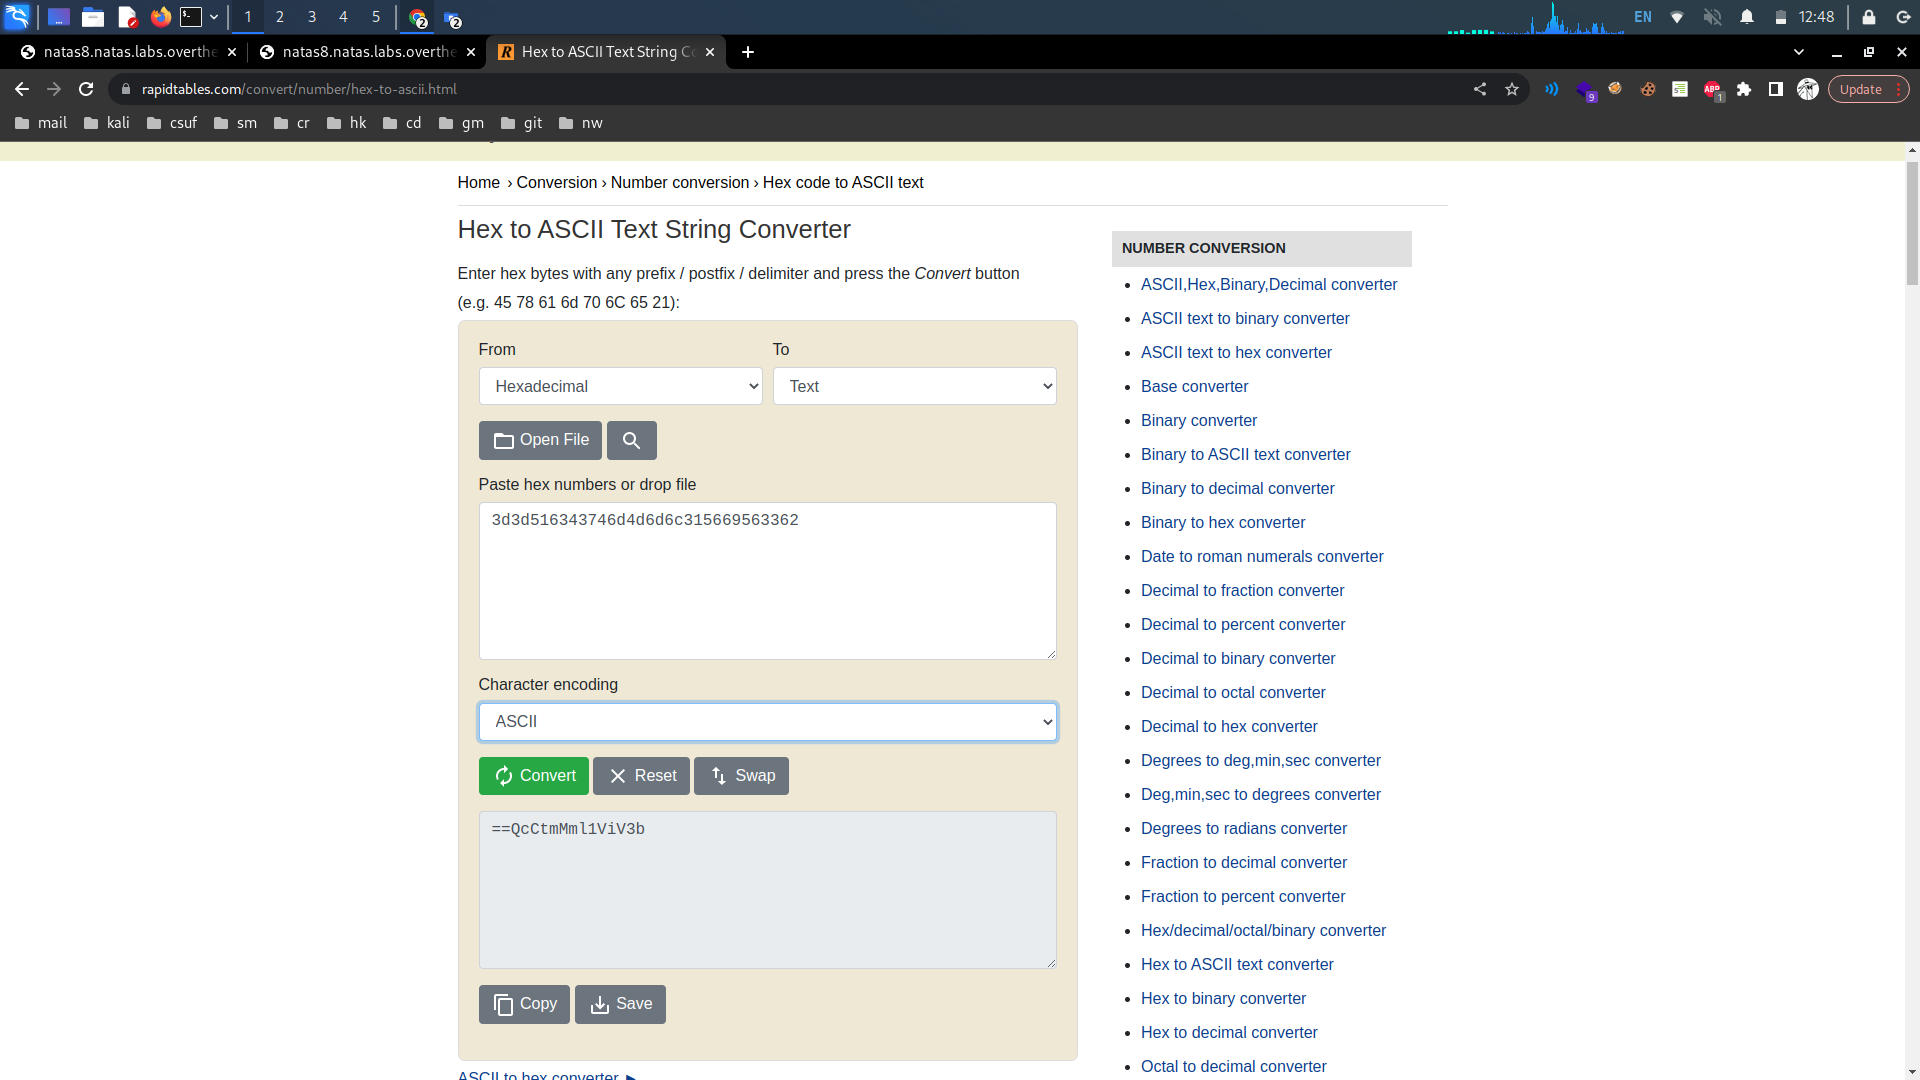 1 2 3 4 5 2 2 EN 12:48
natas8.natas.labs.overthe natas8.natas.labs.overthe Hex to ASCII Text String Co
rapidtables.com/convert/number/hex-to-ascii.html 9 ABP 1 Update
mail kali csuf sm cr hk cd gm git nw
Home › Conversion › Number conversion › Hex code to ASCII text
Hex to ASCII Text String Converter
Enter hex bytes with any prefix / postfix / delimiter and press the Convert button
(e.g. 45 78 61 6d 70 6C 65 21):
From To
Hexadecimal Text
Open File
Paste hex numbers or drop file
3d3d516343746d4d6d6c315669563362
Character encoding
ASCII
Convert Reset Swap
==QcCtmMml1ViV3b
Copy Save
ASCII to hex converter ►
NUMBER CONVERSION
ASCII,Hex,Binary,Decimal converter
ASCII text to binary converter
ASCII text to hex converter
Base converter
Binary converter
Binary to ASCII text converter
Binary to decimal converter
Binary to hex converter
Date to roman numerals converter
Decimal to fraction converter
Decimal to percent converter
Decimal to binary converter
Decimal to octal converter
Decimal to hex converter
Degrees to deg,min,sec converter
Deg,min,sec to degrees converter
Degrees to radians converter
Fraction to decimal converter
Fraction to percent converter
Hex/decimal/octal/binary converter
Hex to ASCII text converter
Hex to binary converter
Hex to decimal converter
Octal to decimal converter